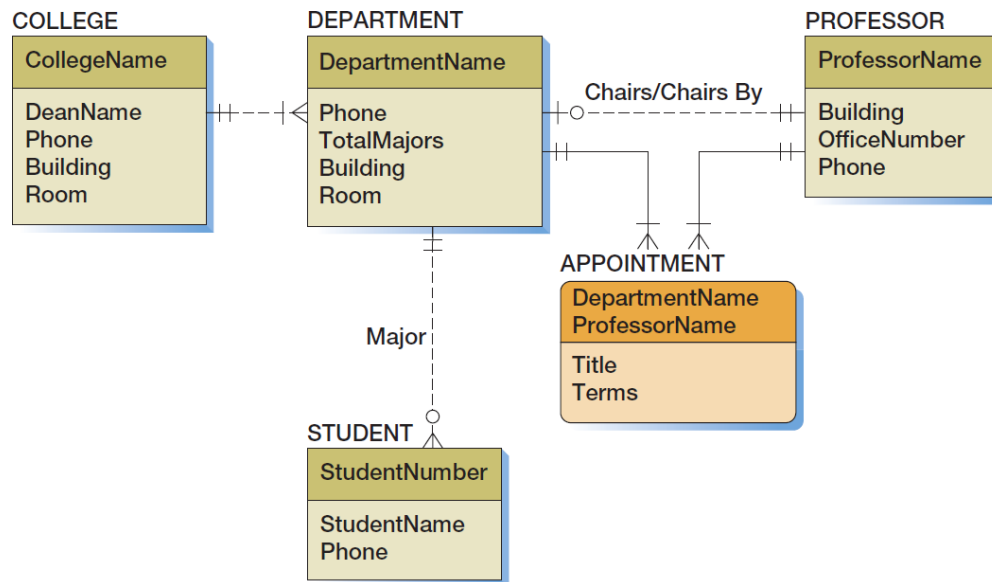 COLLEGE
CollegeName
DeanName
Phone
Building
Room
DEPARTMENT
DepartmentName
Phone
TotalMajors
Building
Room
Chairs/Chairs By
PROFESSOR
ProfessorName
Building
OfficeNumber
Phone
APPOINTMENT
DepartmentName
ProfessorName
Title
Terms
Major
STUDENT
StudentNumber
StudentName
Phone